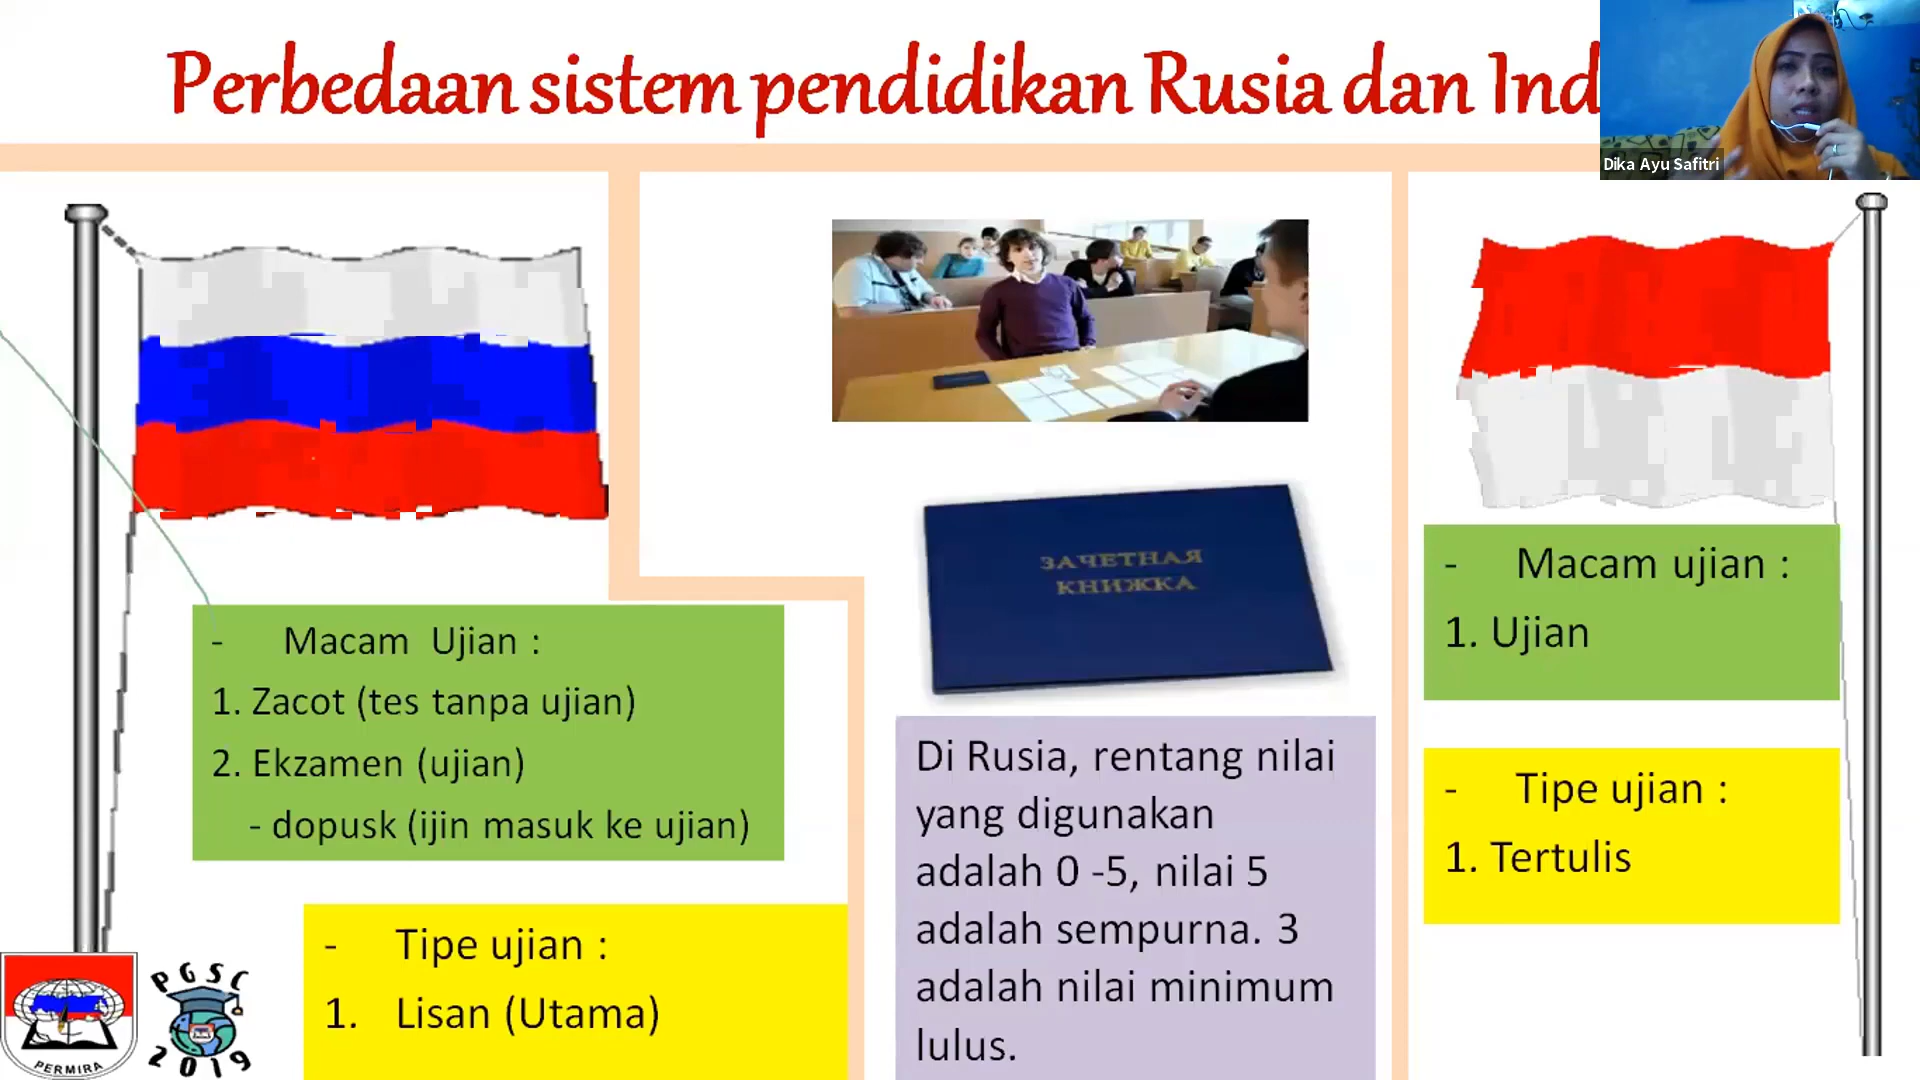 Perbedaan sistem pendidikan Rusia dan Ind
Dika Ayu Safitri
- Macam Ujian :
1. Zacot (tes tanpa ujian)
2. Ekzamen (ujian)
- dopusk (ijin masuk ke ujian)
- Tipe ujian :
1. Lisan (Utama)
ЗАЧЕТНАЯ
КНИЖКА
Di Rusia, rentang nilai
yang digunakan
adalah 0 -5, nilai 5
adalah sempurna. 3
adalah nilai minimum
lulus.
- Macam ujian :
1. Ujian
- Tipe ujian :
1. Tertulis
PERMIRA
PGSC
2019